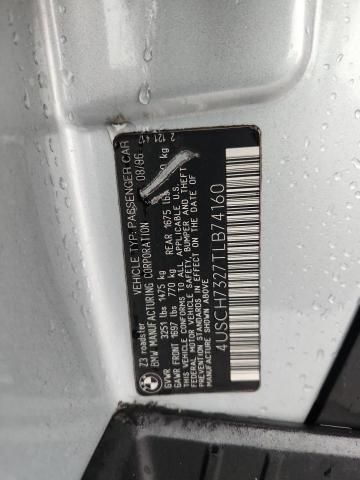 Z3 roadster VEHICLE TYP: PASSENGER CAR
BMW MANUFACTURING CORPORATION 08/96
GVWR 3251 lbs 1475 kg
GAWR FRONT 1697 lbs 770 kg REAR 1675 lbs kg
THIS VEHICLE CONFORMS TO ALL APPLICABLE U.S.
FEDERAL MOTOR VEHICLE SAFETY, BUMPER AND THEFT
PREVENTION STANDARDS IN EFFECT ON THE DATE OF
MANUFACTURE SHOWN ABOVE
4USCH7327TLB74160